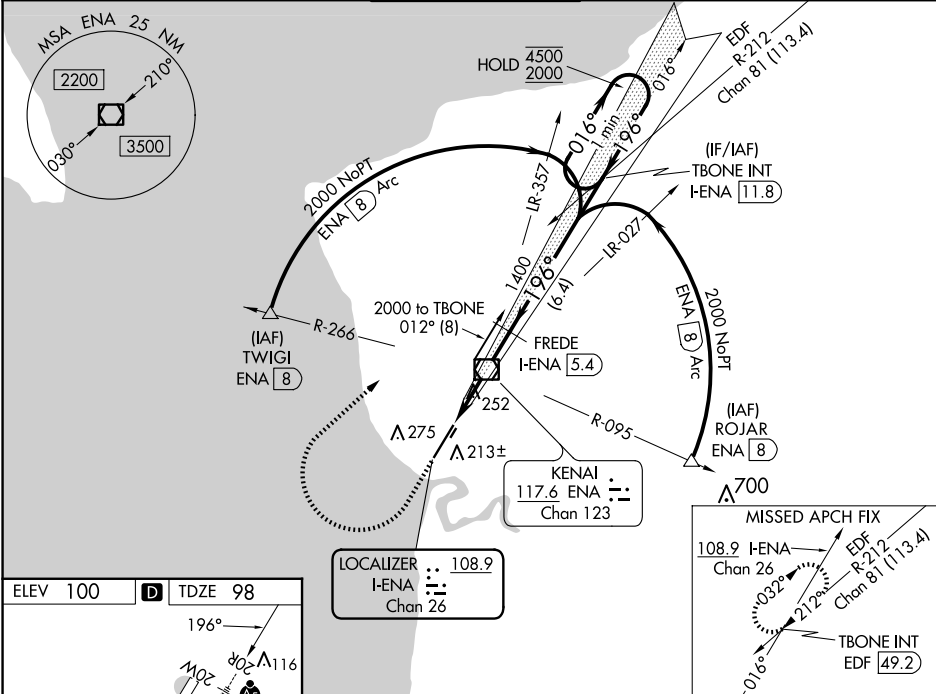 MSA ENA 25 NM
2200
210°
030°
3500
HOLD 4500
2000
016°
1 min
196°
016°
EDF
R-212
Chan 81 (113.4)
(IF/IAF)
TBONE INT
I-ENA 11.8
2000 NoPT
ENA 8 Arc
LR-357
LR-027
1400
196°
(6.4)
2000 to TBONE
012° (8)
FREDE
I-ENA 5.4
2000 NoPT
ENA 8 Arc
R-266
(IAF)
TWIGI
ENA 8
252
275
213±
R-095
(IAF)
ROJAR
ENA 8
700
KENAI
117.6 ENA
Chan 123
LOCALIZER 108.9
I-ENA
Chan 26
MISSED APCH FIX
108.9 I-ENA
Chan 26
EDF
R-212
Chan 81 (113.4)
032°
212°
TBONE INT
EDF 49.2
016°
ELEV 100 D TDZE 98
196°
20W
20R
116